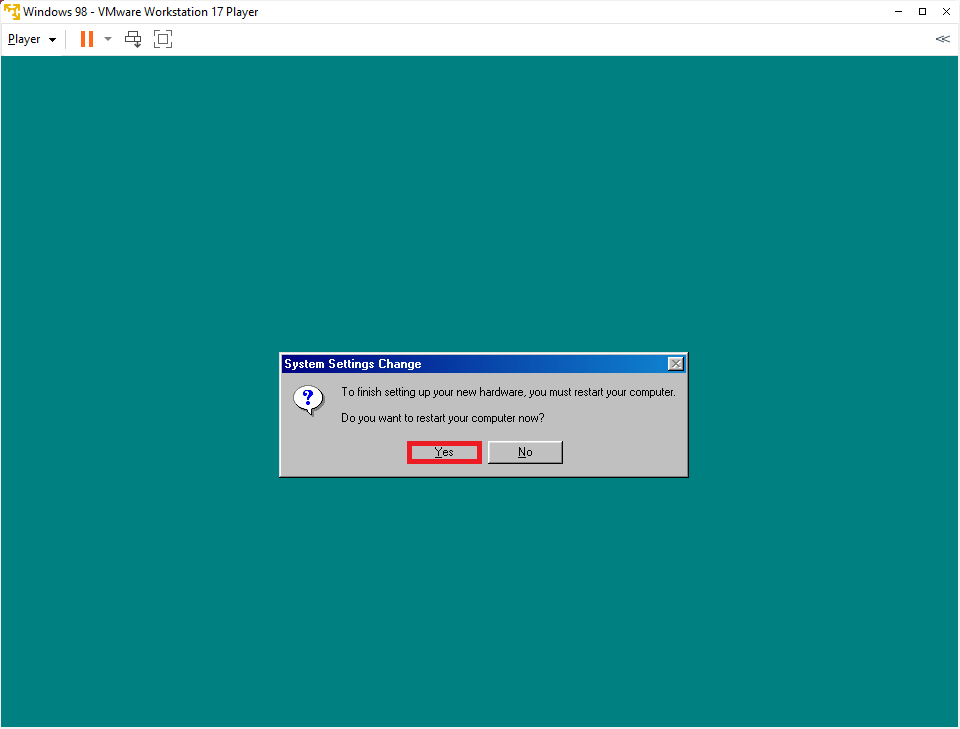 Windows 98 - VMware Workstation 17 Player
Player
System Settings Change
To finish setting up your new hardware, you must restart your computer.
Do you want to restart your computer now?
Yes No